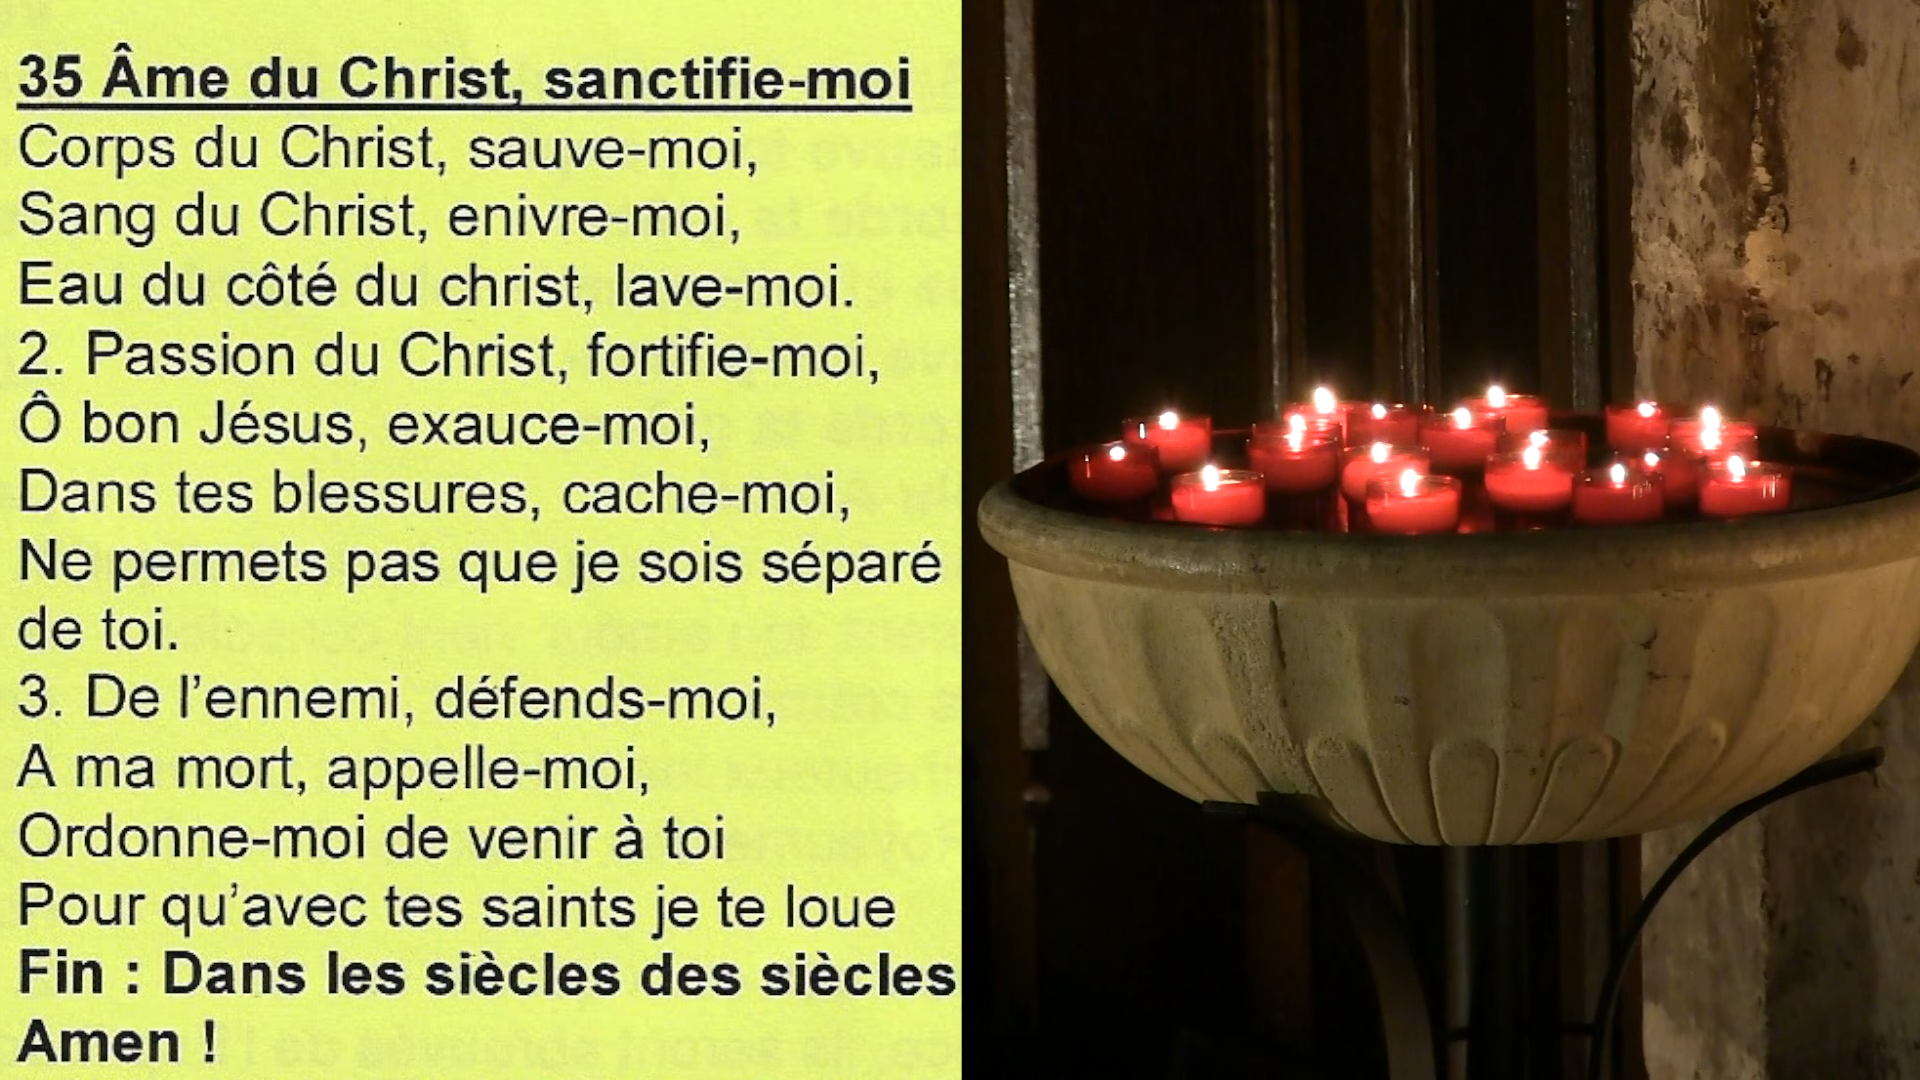 35 Âme du Christ, sanctifie-moi
Corps du Christ, sauve-moi,
Sang du Christ, enivre-moi,
Eau du côté du christ, lave-moi.
2. Passion du Christ, fortifie-moi,
Ô bon Jésus, exauce-moi,
Dans tes blessures, cache-moi,
Ne permets pas que je sois séparé
de toi.
3. De l’ennemi, défends-moi,
A ma mort, appelle-moi,
Ordonne-moi de venir à toi
Pour qu’avec tes saints je te loue
Fin : Dans les siècles des siècles
Amen !